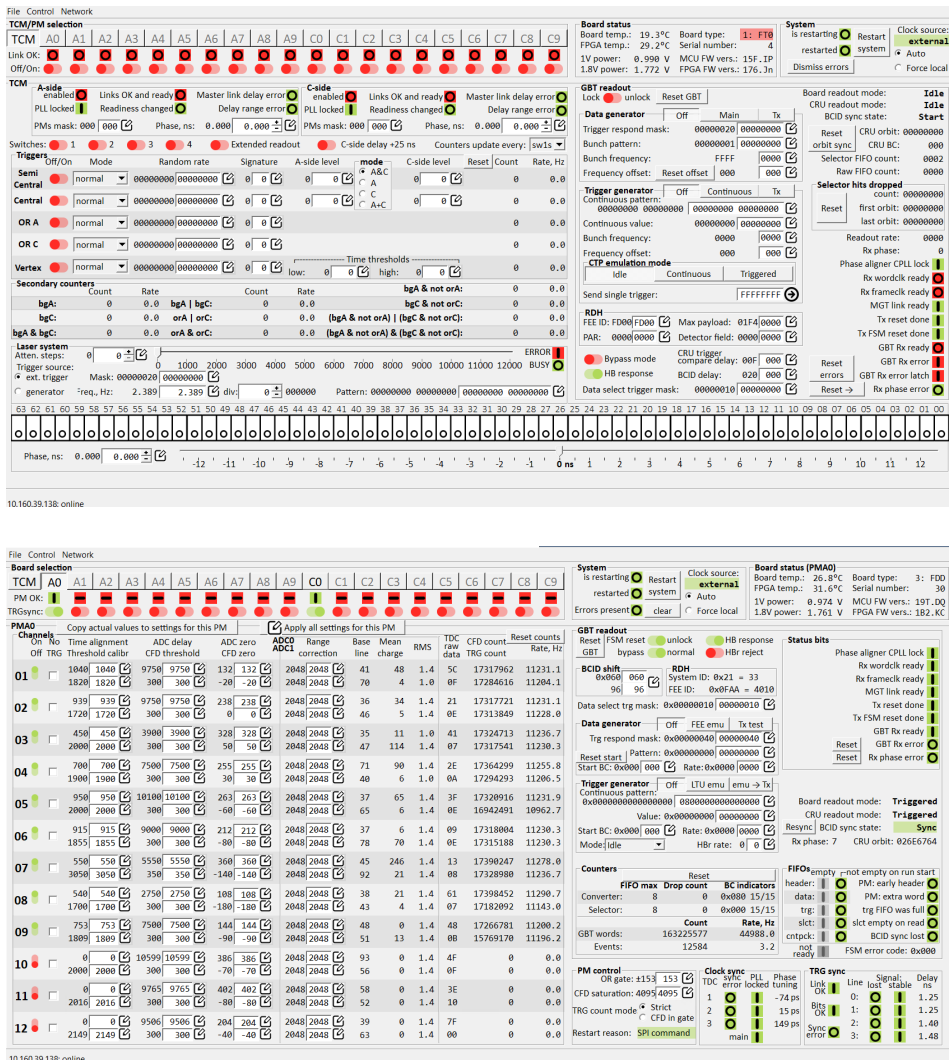 File Control Network
TCM/PM selection
TCM A0 A1 A2 A3 A4 A5 A6 A7 A8 A9 C0 C1 C2 C3 C4 C5 C6 C7 C8 C9
Link OK:
Off/On:
Board status
Board temp.: 19.3°C Board type: 1: FT0
FPGA temp.: 29.2°C Serial number: 4
1V power: 0.990 V MCU FW vers.: 15F.IP
1.8V power: 1.772 V FPGA FW vers.: 176.Jn
System
is restarting Restart system Clock source: external
restarted Auto
Dismiss errors Force local
TCM A-side
enabled Links OK and ready Master link delay error
PLL locked Readiness changed Delay range error
PMs mask: 000 000 Phase, ns: 0.000 0.000
C-side
enabled Links OK and ready Master link delay error
PLL locked Readiness changed Delay range error
PMs mask: 000 000 Phase, ns: 0.000 0.000
Switches: 1 2 3 4 Extended readout C-side delay +25 ns Counters update every: sw1s
Triggers
Off/On Mode Random rate Signature A-side level mode C-side level Reset Count Rate, Hz
A&C
A
C
A+C
Semi Central normal 00000000 00000000 0 0 0 0 0 0 0 0.0
Central normal 00000000 00000000 0 0 0 0 0 0 0 0.0
OR A normal 00000000 00000000 0 0 0 0.0
OR C normal 00000000 00000000 0 0 0 0.0
Time thresholds
Vertex normal 00000000 00000000 0 0 low: 0 0 high: 0 0 0 0.0
Secondary counters
Count Rate Count Rate
bgA & not orA: 0 0.0
bgA: 0 0.0 bgA | bgC: 0 0.0 bgC & not orC: 0 0.0
bgC: 0 0.0 orA | orC: 0 0.0 (bgA & not orA) | (bgC & not orC): 0 0.0
bgA & bgC: 0 0.0 orA & orC: 0 0.0 (bgA & not orA) & (bgC & not orC): 0 0.0
Laser system
Atten. steps: 0 0 0 1000 2000 3000 4000 5000 6000 7000 8000 9000 10000 11000 12000 ERROR BUSY
Trigger source:
ext. trigger Mask: 00000020 00000000
generator Freq., Hz: 2.389 2.389 div: 0 000000 Pattern: 00000000 00000000 00000000 00000000
GBT readout
Lock unlock Reset GBT
Data generator Off Main Tx
Trigger respond mask: 00000020 00000000
Bunch pattern: 00000001 00000000
Bunch frequency: FFFF 0000
Frequency offset: Reset offset 000 000
Trigger generator Off Continuous Tx
Continuous pattern:
00000000 00000000 00000000 00000000
Continuous value: 00000000 00000000
Bunch frequency: 0000 0000
Frequency offset: 000 000
CTP emulation mode
Idle Continuous Triggered
Send single trigger: FFFFFFFF
RDH
FEE ID: FD00 FD00 Max payload: 01F4 0000
PAR: 0000 0000 Detector field: 0000 0000
Bypass mode CRU trigger compare delay: 00F 000
HB response BCID delay: 020 000
Data select trigger mask: 00000010 00000000
Board readout mode: Idle
CRU readout mode: Idle
BCID sync state: Start
Reset orbit sync CRU orbit: 00000000
CRU BC: 000
Selector FIFO count: 0002
Raw FIFO count: 0000
Selector hits dropped
count: 00000000
Reset first orbit: 00000000
last orbit: 00000000
Readout rate: 0000
Rx phase: 0
Phase aligner CPLL lock
Rx wordclk ready
Rx frameclk ready
MGT link ready
Tx reset done
Tx FSM reset done
GBT Rx ready
Reset errors GBT Rx error
GBT Rx error latch
Reset → Rx phase error
63 62 61 60 59 58 57 56 55 54 53 52 51 50 49 48 47 46 45 44 43 42 41 40 39 38 37 36 35 34 33 32 31 30 29 28 27 26 25 24 23 22 21 20 19 18 17 16 15 14 13 12 11 10 09 08 07 06 05 04 03 02 01 00
Phase, ns: 0.000 0.000 -12 -11 -10 -9 -8 -7 -6 -5 -4 -3 -2 -1 0 ns 1 2 3 4 5 6 7 8 9 10 11 12
10.160.39.138: online
File Control Network
Board selection
TCM A0 A1 A2 A3 A4 A5 A6 A7 A8 A9 C0 C1 C2 C3 C4 C5 C6 C7 C8 C9
PM OK:
TRGsync:
System
is restarting Restart system Clock source: external
restarted Auto
Errors present clear Force local
Board status (PMA0)
Board temp.: 26.8°C Board type: 3: FDD
FPGA temp.: 31.6°C Serial number: 30
1V power: 0.974 V MCU FW vers.: 19T.DQ
1.8V power: 1.761 V FPGA FW vers.: 1B2.KC
PMA0 Copy actual values to settings for this PM Apply all settings for this PM
Channels
On Off No TRG Time alignment ADC delay ADC zero ADC0 ADC1 Range correction Base line Mean charge RMS TDC raw data CFD count Reset counts
Threshold calibr CFD threshold CFD zero TRG count Rate, Hz
01 1040 1040 9750 9750 132 132 2048 2048 41 48 1.4 5C 17317962 11231.1
1820 1820 300 300 -20 -20 2048 2048 70 4 1.0 0F 17284616 11204.1
02 939 939 9750 9750 238 238 2048 2048 36 34 1.4 21 17317721 11231.1
1720 1720 300 300 0 0 2048 2048 46 5 1.4 0E 17313849 11228.0
03 450 450 3900 3900 328 328 2048 2048 35 11 1.0 41 17324713 11236.7
2000 2000 300 300 50 50 2048 2048 47 114 1.4 07 17317541 11230.3
04 700 700 7500 7500 255 255 2048 2048 71 90 1.4 2E 17364299 11255.8
1900 1900 300 300 30 30 2048 2048 40 6 1.0 0A 17294293 11206.5
05 950 950 10100 10100 263 263 2048 2048 37 65 1.4 3F 17320916 11231.9
2000 2000 300 300 -60 -60 2048 2048 65 6 1.4 0E 16942491 10962.7
06 915 915 9000 9000 212 212 2048 2048 37 6 1.4 09 17318004 11230.3
1855 1855 300 300 -80 -80 2048 2048 78 70 1.4 0E 17315188 11230.3
07 550 550 5550 5550 360 360 2048 2048 45 246 1.4 13 17390247 11278.0
3050 3050 350 350 -140 -140 2048 2048 92 21 1.4 08 17328980 11236.7
08 540 540 2750 2750 108 108 2048 2048 38 21 1.4 61 17398452 11290.7
1700 1700 300 300 -180 -180 2048 2048 43 4 1.4 07 17182092 11143.0
09 753 753 7500 7500 144 144 2048 2048 48 0 1.4 48 17266781 11200.2
1809 1809 300 300 -90 -90 2048 2048 51 13 1.4 0B 15769170 11196.2
10 0 0 10599 10599 386 386 2048 2048 93 0 1.4 4F 0 0.0
2000 2000 300 300 -70 -70 2048 2048 56 0 1.4 0F 0 0.0
11 0 0 9765 9765 402 402 2048 2048 58 0 1.4 3E 0 0.0
2016 2016 300 300 -80 -80 2048 2048 52 0 1.4 10 0 0.0
12 0 0 9506 9506 204 204 2048 2048 39 0 1.4 7F 0 0.0
2149 2149 300 300 -40 -40 2048 2048 63 0 1.4 00 0 0.0
GBT readout
Reset GBT FSM reset unlock HB response
bypass normal HBr reject
BCID shift
0x060 060
96 96
RDH
System ID: 0x21 = 33
FEE ID: 0x0FAA = 4010
Data select trg mask: 0x00000010 00000010
Data generator Off FEE emu Tx test
Trg respond mask: 0x00000040 00000000
Reset start Pattern: 0x00000000 00000000
Start BC: 0x000 000 Rate: 0x0000 0000
Trigger generator Off LTU emu emu → Tx
Continuous pattern:
0x0000000000000000 0800000000000000
Value: 0x00000000 00000000
Start BC: 0x000 000 Rate: 0x0000 0000
Mode: Idle HBr rate: 0 0
Status bits
Phase aligner CPLL lock
Rx wordclk ready
Rx frameclk ready
MGT link ready
Tx reset done
Tx FSM reset done
GBT Rx ready
Reset GBT Rx error
Reset Rx phase error
Board readout mode: Triggered
CRU readout mode: Triggered
Resync BCID sync state: Sync
Rx phase: 7 CRU orbit: 026E6764
Counters
Reset
FIFO max Drop count BC indicators
Converter: 8 0 0x080 15/15
Selector: 8 0 0x000 15/15
Count Rate, Hz
GBT words: 163225577 44988.0
Events: 12584 3.2
FIFOs empty not empty on run start
header: PM: early header
data: PM: extra word
trg: trg FIFO was full
slct: slct empty on read
cntpck: BCID sync lost
not ready FSM error code: 0x000
PM control
OR gate: ±153 153
CFD saturation: 4095 4095
TRG count mode Strict
CFD in gate
Restart reason: SPI command
Clock sync
TDC sync error PLL locked Phase tuning
1 -74 ps
2 15 ps
3 149 ps
main
TRG sync
Link OK
Bits OK
Sync error
Line Signal: lost stable Delay ns
0: 1.25
1: 1.25
2: 1.40
3: 1.48
10.160.39.138: online